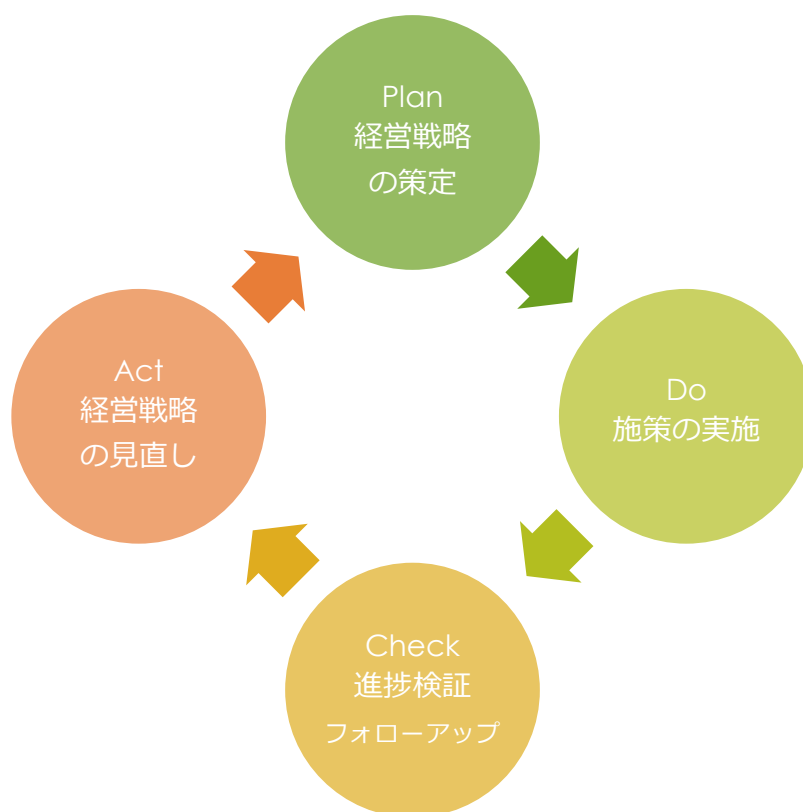 Plan
経営戦略
の策定
Do
施策の実施
Check
進捗検証
フォローアップ
Act
経営戦略
の見直し